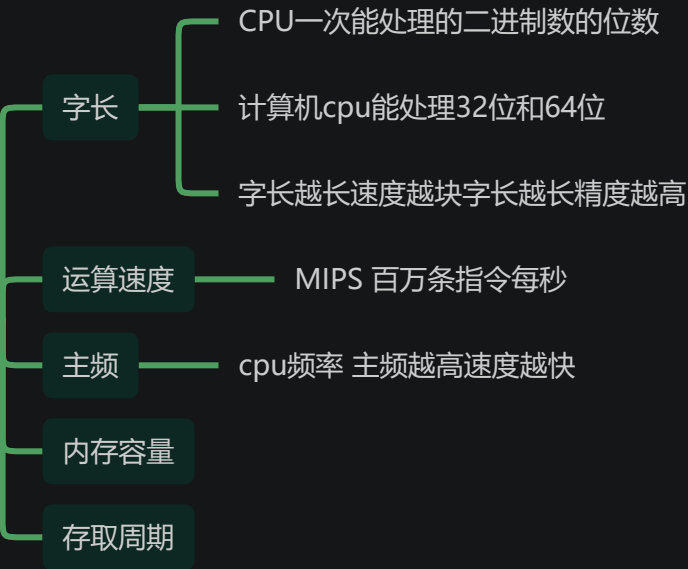 CPU一次能处理的二进制数的位数
字长
计算机cpu能处理32位和64位
字长越长速度越块字长越长精度越高
运算速度
MIPS 百万条指令每秒
主频
cpu频率 主频越高速度越快
内存容量
存取周期